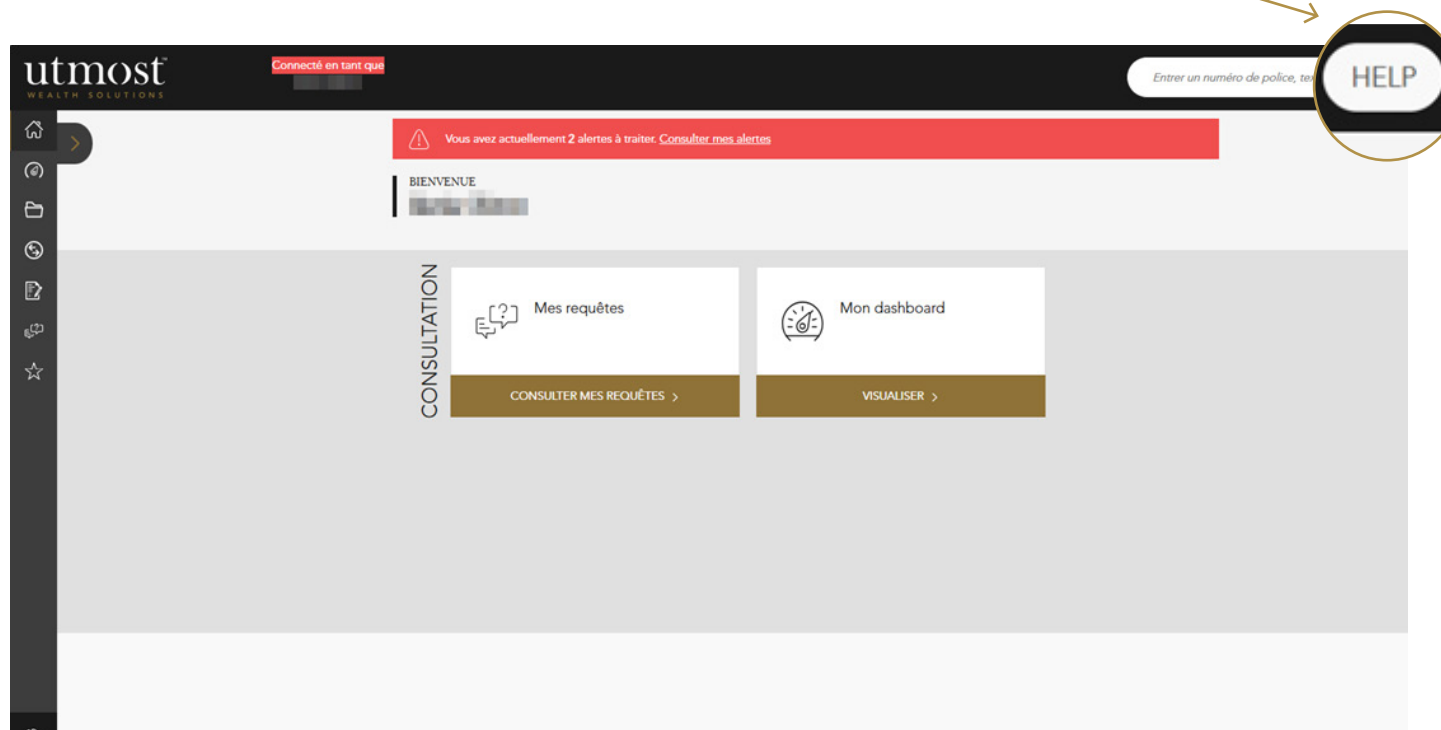 utmost
WEALTH SOLUTIONS
Connecté en tant que
Entrer un numéro de police,
HELP
Vous avez actuellement 2 alertes à traiter. Consulter mes alertes
BIENVENUE
CONSULTATION
Mes requêtes
Mon dashboard
CONSULTER MES REQUÊTES >
VISUALISER >